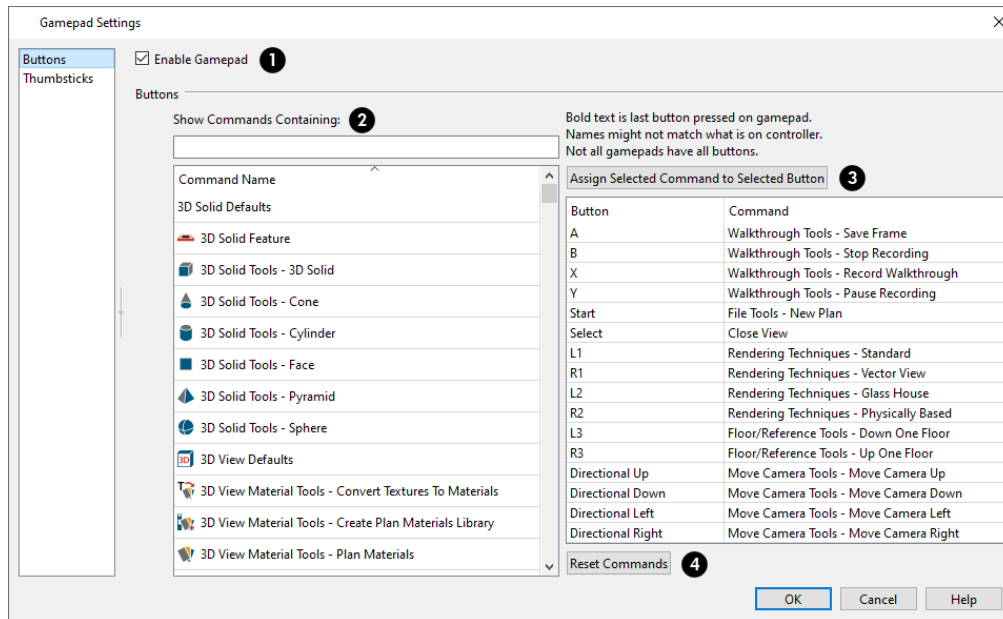 Gamepad Settings
Buttons
Thumbsticks
Enable Gamepad 1
Buttons
Show Commands Containing: 2
Command Name
3D Solid Defaults
3D Solid Feature
3D Solid Tools - 3D Solid
3D Solid Tools - Cone
3D Solid Tools - Cylinder
3D Solid Tools - Face
3D Solid Tools - Pyramid
3D Solid Tools - Sphere
3D View Defaults
3D View Material Tools - Convert Textures To Materials
3D View Material Tools - Create Plan Materials Library
3D View Material Tools - Plan Materials
Bold text is last button pressed on gamepad.
Names might not match what is on controller.
Not all gamepads have all buttons.
Assign Selected Command to Selected Button 3
Button Command
A Walkthrough Tools - Save Frame
B Walkthrough Tools - Stop Recording
X Walkthrough Tools - Record Walkthrough
Y Walkthrough Tools - Pause Recording
Start File Tools - New Plan
Select Close View
L1 Rendering Techniques - Standard
R1 Rendering Techniques - Vector View
L2 Rendering Techniques - Glass House
R2 Rendering Techniques - Physically Based
L3 Floor/Reference Tools - Down One Floor
R3 Floor/Reference Tools - Up One Floor
Directional Up Move Camera Tools - Move Camera Up
Directional Down Move Camera Tools - Move Camera Down
Directional Left Move Camera Tools - Move Camera Left
Directional Right Move Camera Tools - Move Camera Right
Reset Commands 4
OK Cancel Help